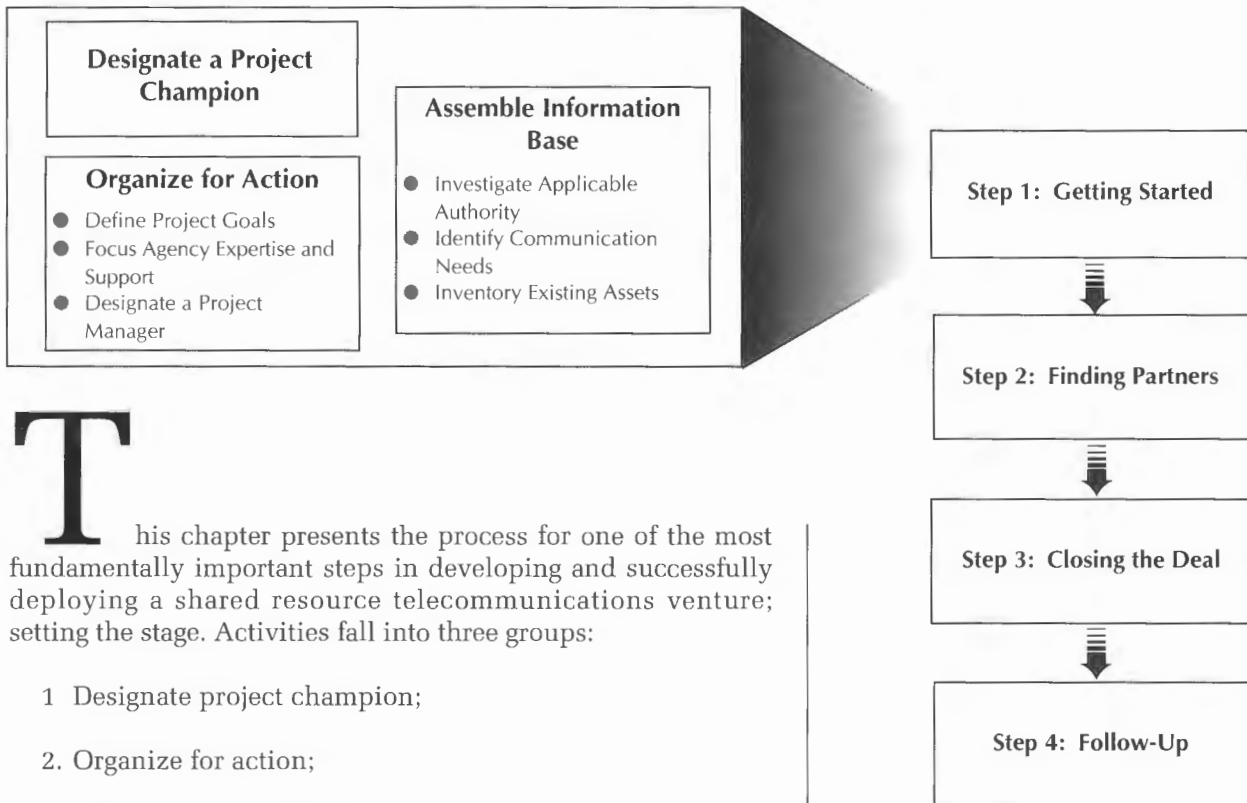 Designate a Project
Champion
Organize for Action
● Define Project Goals
● Focus Agency Expertise and
Support
● Designate a Project
Manager
Assemble Information
Base
● Investigate Applicable
Authority
● Identify Communication
Needs
● Inventory Existing Assets
Step 1: Getting Started
Step 2: Finding Partners
Step 3: Closing the Deal
Step 4: Follow-Up
This chapter presents the process for one of the most
fundamentally important steps in developing and successfully
deploying a shared resource telecommunications venture;
setting the stage. Activities fall into three groups:
1 Designate project champion;
2. Organize for action;